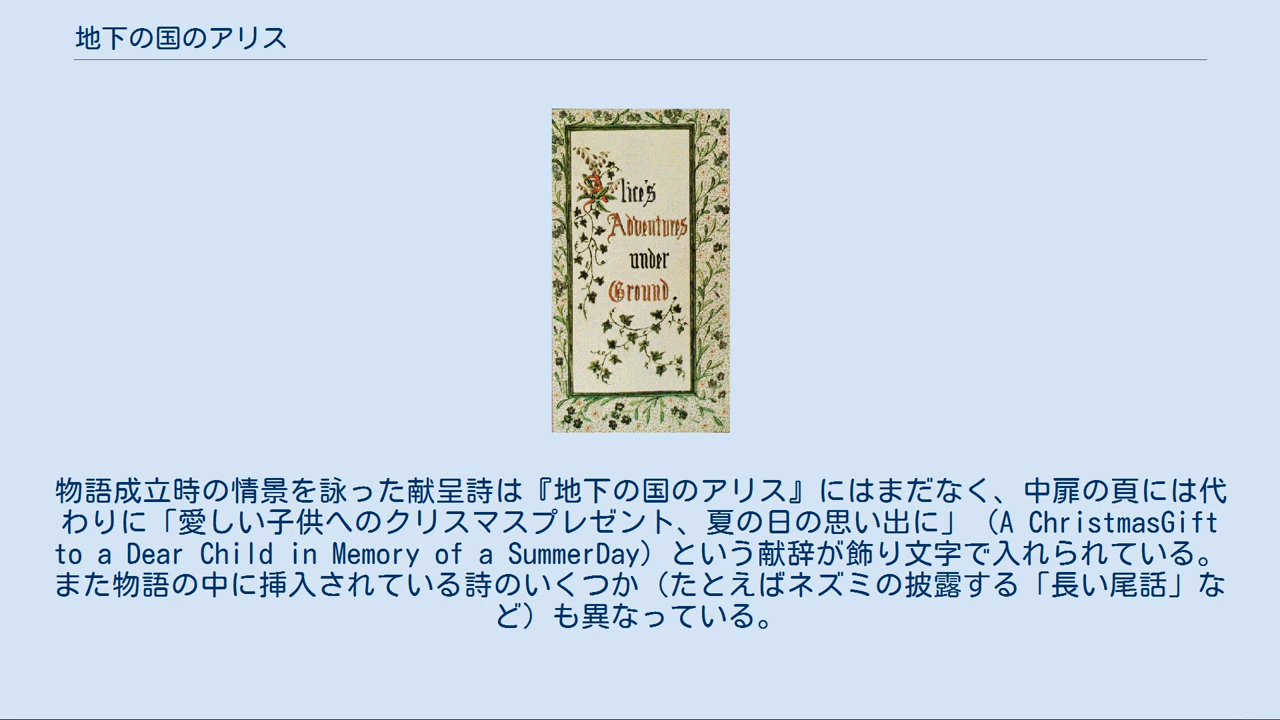 地下の国のアリス
Alice's
Adventures
under
Ground
物語成立時の情景を詠った献呈詩は『地下の国のアリス』にはまだなく、中扉の頁には代
わりに「愛しい子供へのクリスマスプレゼント、夏の日の思い出に」（A ChristmasGift
to a Dear Child in Memory of a SummerDay）という献辞が飾り文字で入れられている。
また物語の中に挿入されている詩のいくつか（たとえばネズミの披露する「長い尾話」な
ど）も異なっている。